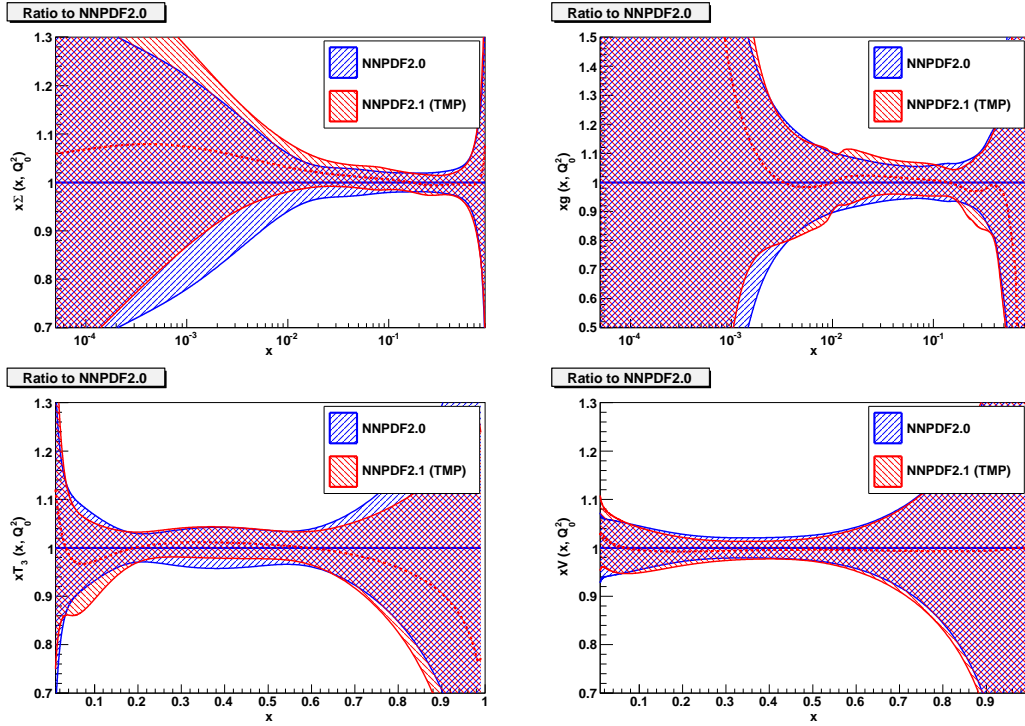 Ratio to NNPDF2.0
xΣ (x, Q₀²)
1.3
1.2
1.1
1
0.9
0.8
0.7
NNPDF2.0
NNPDF2.1 (TMP)
10⁻⁴
10⁻³
10⁻²
10⁻¹
x
Ratio to NNPDF2.0
xg (x, Q₀²)
1.5
1.4
1.3
1.2
1.1
1
0.9
0.8
0.7
0.6
0.5
NNPDF2.0
NNPDF2.1 (TMP)
10⁻⁴
10⁻³
10⁻²
10⁻¹
x
Ratio to NNPDF2.0
xT₃ (x, Q₀²)
1.3
1.2
1.1
1
0.9
0.8
0.7
NNPDF2.0
NNPDF2.1 (TMP)
0.1 0.2 0.3 0.4 0.5 0.6 0.7 0.8 0.9 1
x
Ratio to NNPDF2.0
xV (x, Q₀²)
1.3
1.2
1.1
1
0.9
0.8
0.7
NNPDF2.0
NNPDF2.1 (TMP)
0.1 0.2 0.3 0.4 0.5 0.6 0.7 0.8 0.9
x